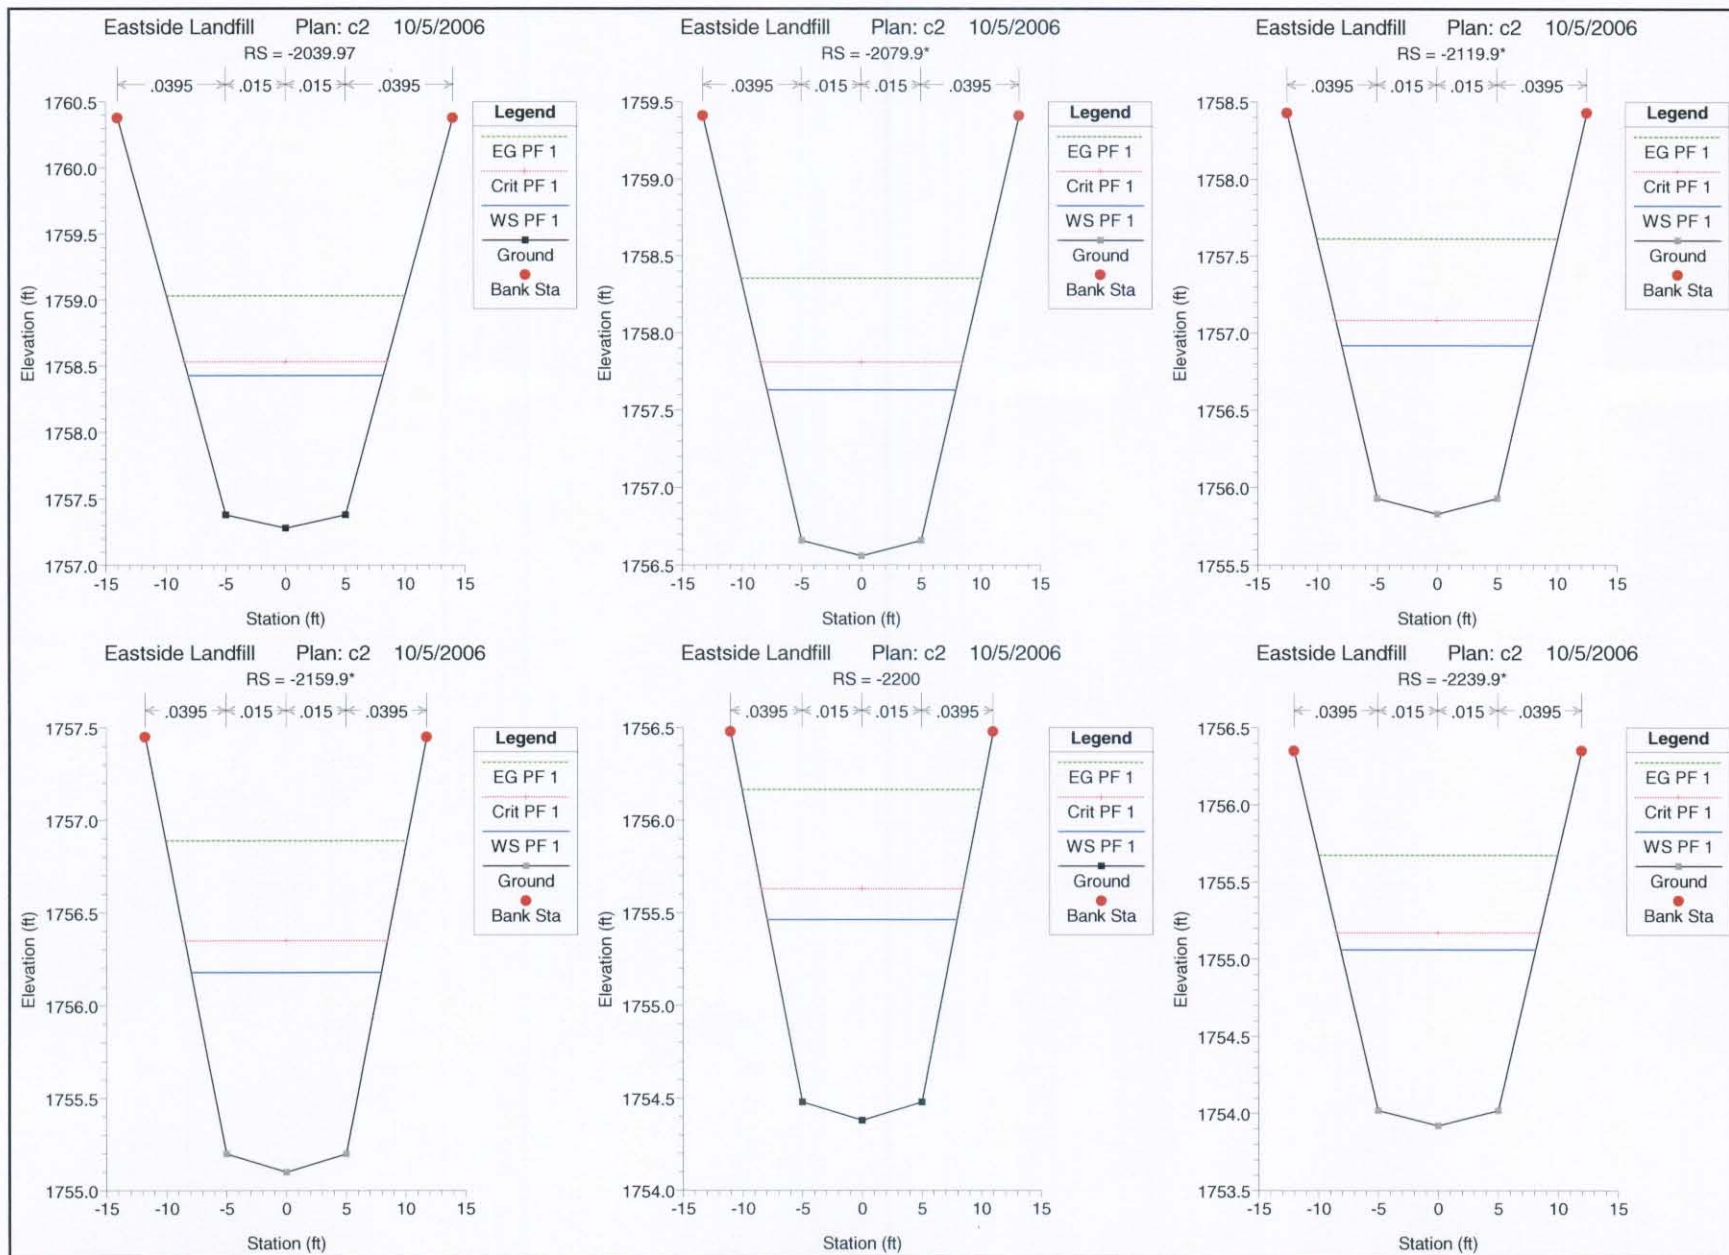 Eastside Landfill Plan: c2 10/5/2006
RS = -2039.97
.0395 .015 .015 .0395
1760.5
1760.0
1759.5
1759.0
1758.5
1758.0
1757.5
1757.0
Elevation (ft)
-15 -10 -5 0 5 10 15
Station (ft)
Legend
EG PF 1
Crit PF 1
WS PF 1
Ground
Bank Sta
Eastside Landfill Plan: c2 10/5/2006
RS = -2079.9*
.0395 .015 .015 .0395
1759.5
1759.0
1758.5
1758.0
1757.5
1757.0
1756.5
Elevation (ft)
-15 -10 -5 0 5 10 15
Station (ft)
Legend
EG PF 1
Crit PF 1
WS PF 1
Ground
Bank Sta
Eastside Landfill Plan: c2 10/5/2006
RS = -2119.9*
.0395 .015 .015 .0395
1758.5
1758.0
1757.5
1757.0
1756.5
1756.0
1755.5
Elevation (ft)
-15 -10 -5 0 5 10 15
Station (ft)
Legend
EG PF 1
Crit PF 1
WS PF 1
Ground
Bank Sta
Eastside Landfill Plan: c2 10/5/2006
RS = -2159.9*
.0395 .015 .015 .0395
1757.5
1757.0
1756.5
1756.0
1755.5
1755.0
Elevation (ft)
-15 -10 -5 0 5 10 15
Station (ft)
Legend
EG PF 1
Crit PF 1
WS PF 1
Ground
Bank Sta
Eastside Landfill Plan: c2 10/5/2006
RS = -2200
.0395 .015 .015 .0395
1756.5
1756.0
1755.5
1755.0
1754.5
1754.0
Elevation (ft)
-15 -10 -5 0 5 10 15
Station (ft)
Legend
EG PF 1
Crit PF 1
WS PF 1
Ground
Bank Sta
Eastside Landfill Plan: c2 10/5/2006
RS = -2239.9*
.0395 .015 .015 .0395
1756.5
1756.0
1755.5
1755.0
1754.5
1754.0
1753.5
Elevation (ft)
-15 -10 -5 0 5 10 15
Station (ft)
Legend
EG PF 1
Crit PF 1
WS PF 1
Ground
Bank Sta